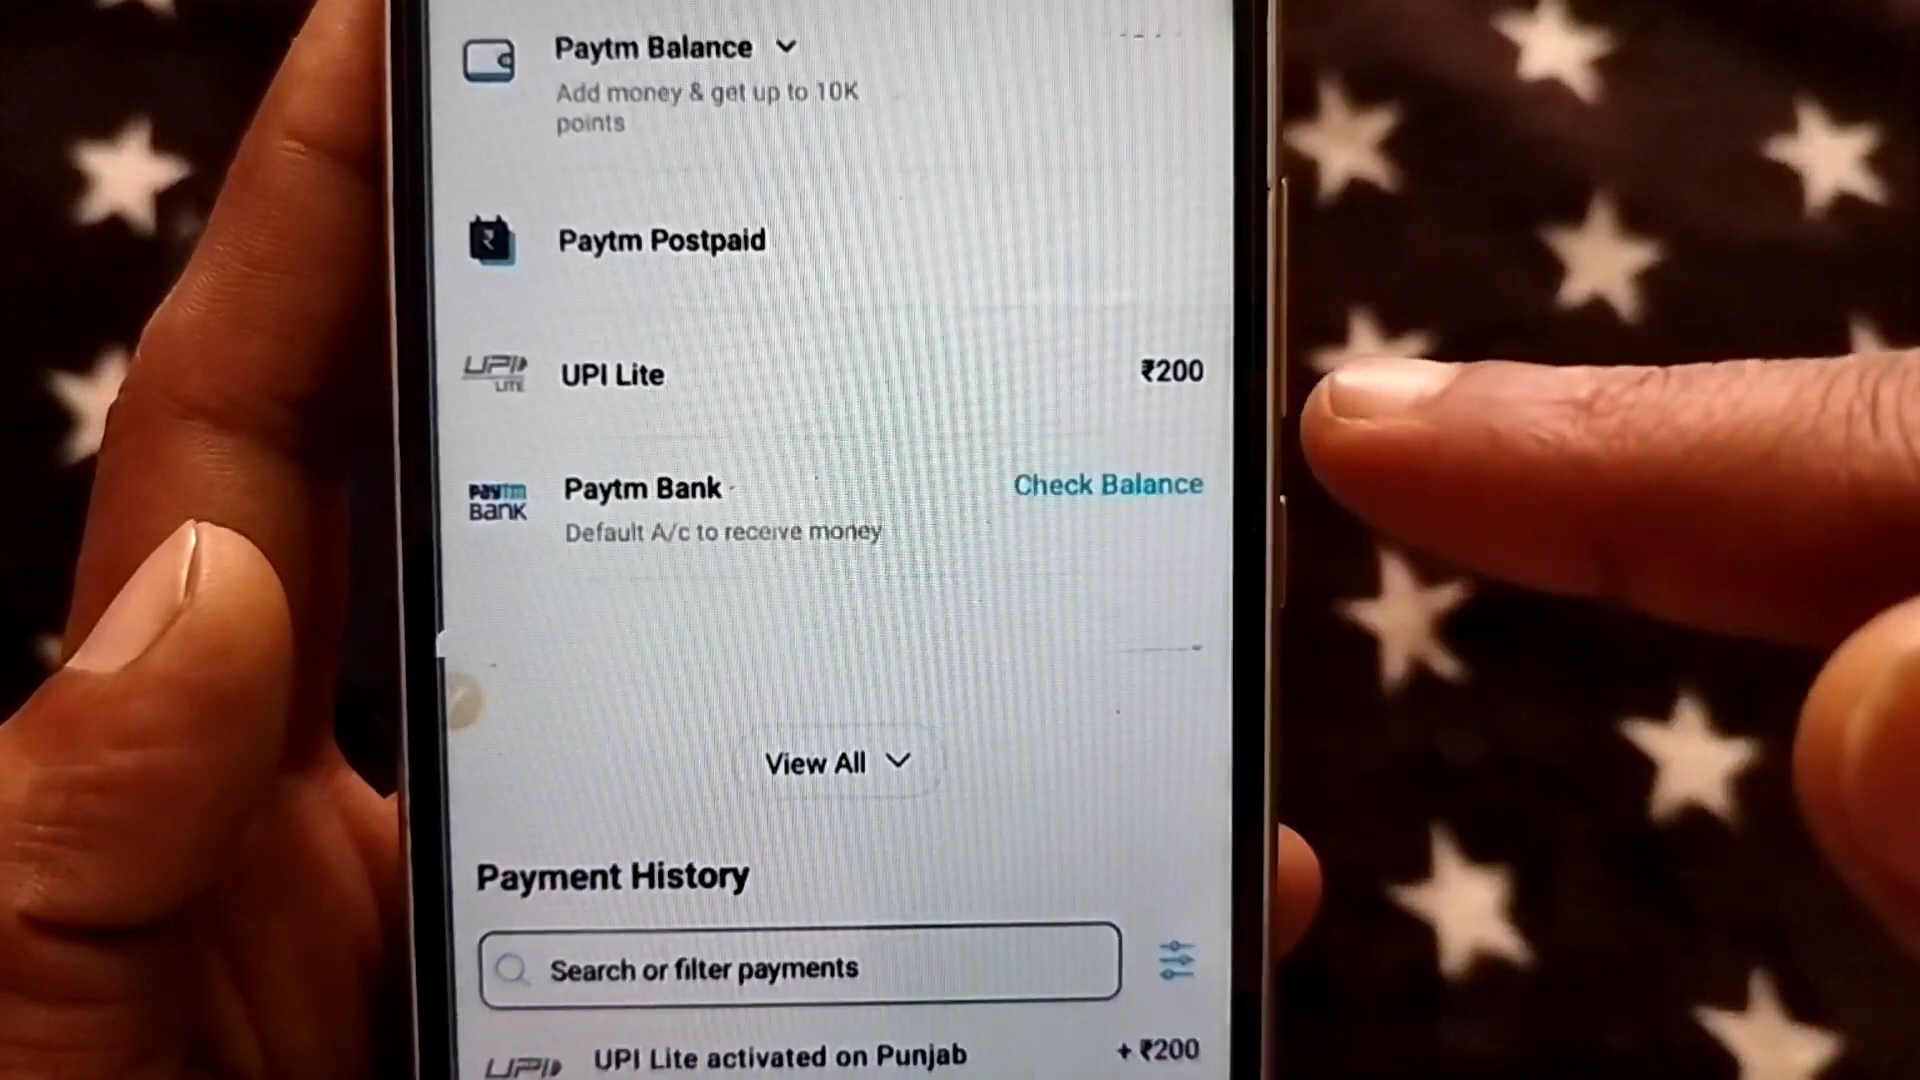 Paytm Balance
Add money & get up to 10K
points
₹
Paytm Postpaid
UPI
LITE
UPI Lite
₹200
Paytm
Bank
Paytm Bank
Check Balance
Default A/c to receive money
View All
Payment History
Search or filter payments
UPI
UPI Lite activated on Punjab
+ ₹200